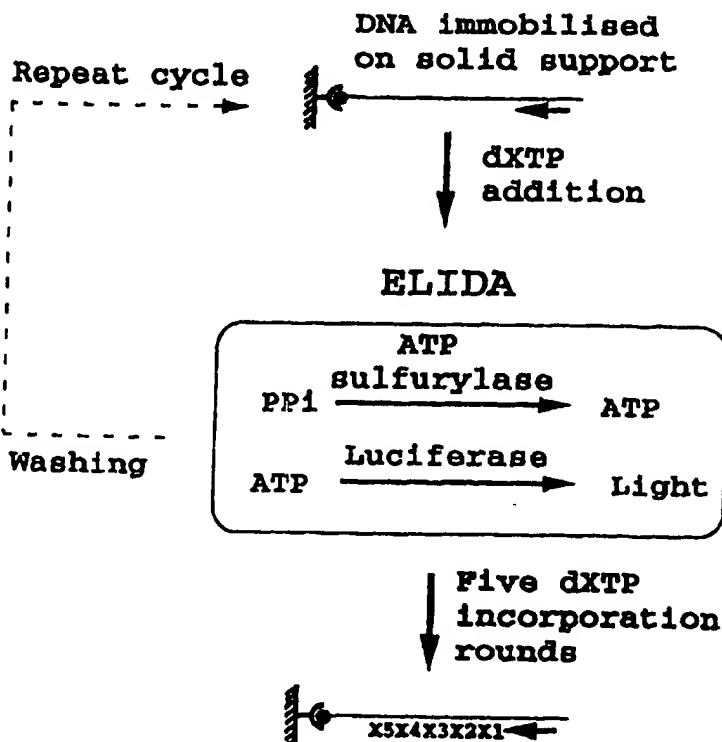 DNA immobilised
on solid support
Repeat cycle
dXTP
addition
ELIDA
ATP
sulfurylase
PPi
ATP
Luciferase
ATP
Light
Washing
Five dXTP
incorporation
rounds
X5X4X3X2X1